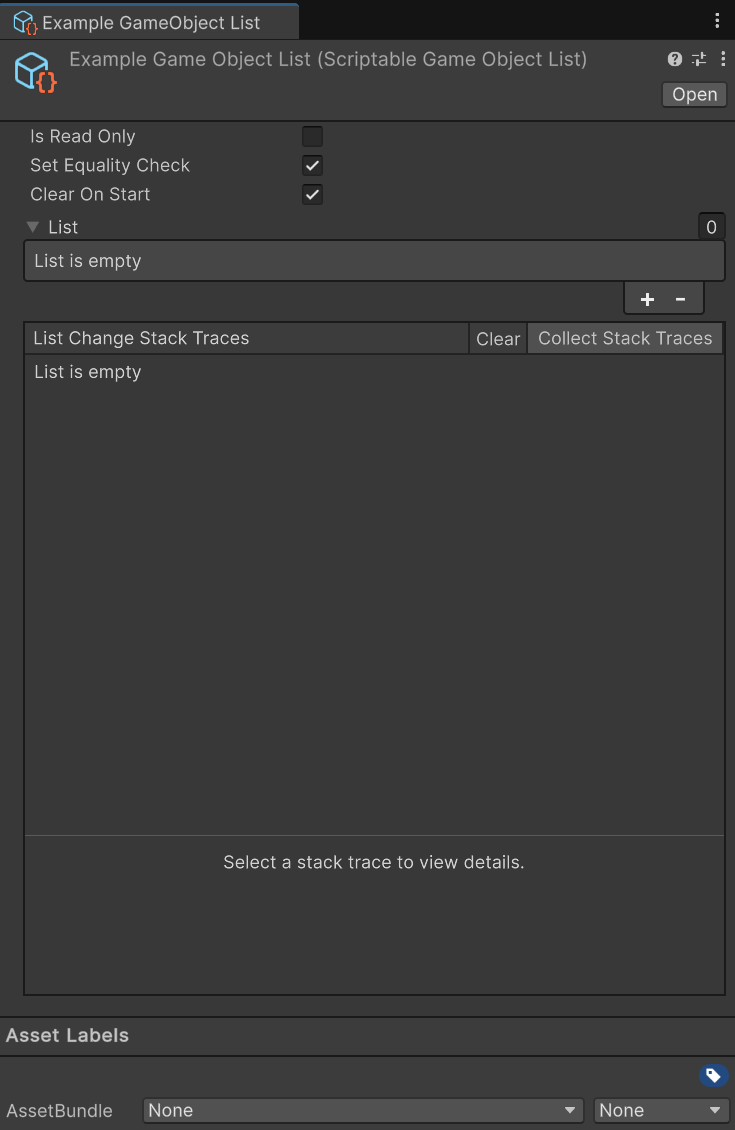 Example GameObject List
Example Game Object List (Scriptable Game Object List)
Open
Is Read Only
Set Equality Check
Clear On Start
List 0
List is empty
+ -
List Change Stack Traces Clear Collect Stack Traces
List is empty
Select a stack trace to view details.
Asset Labels
AssetBundle None None